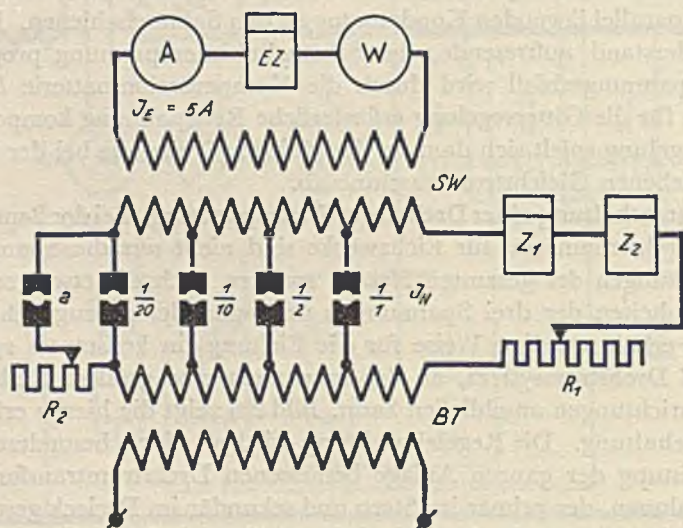 A
EZ
W
J_E = 5A
SW
Z_1
Z_2
a
1/20
1/10
1/2
1/1 J_N
R_2
R_1
BT